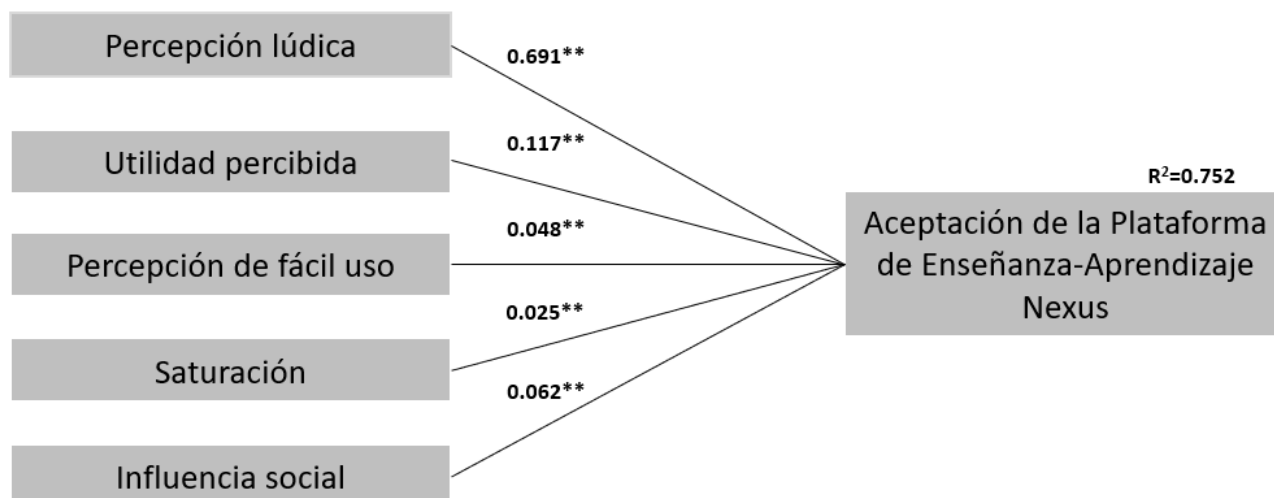 Percepción lúdica
0.691**
Utilidad percibida
0.117**
Percepción de fácil uso
0.048**
Saturación
0.025**
Influencia social
0.062**
R²=0.752
Aceptación de la Plataforma
de Enseñanza-Aprendizaje
Nexus